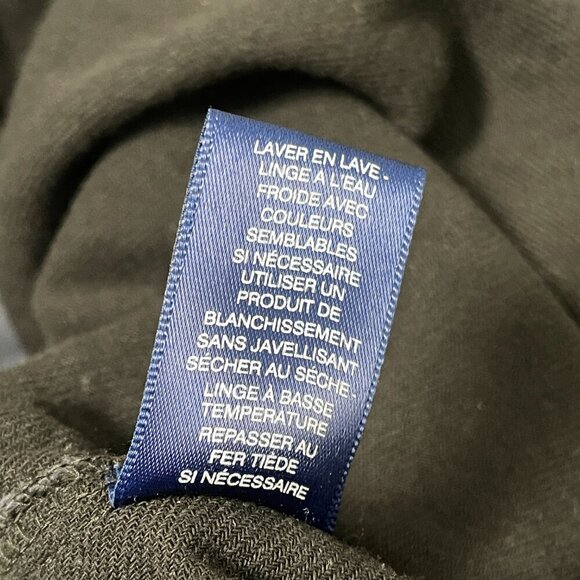 LAVER EN LAVE-
LINGE A L'EAU
FROIDE AVEC
COULEURS
SEMBLABLES
SI NÉCESSAIRE
UTILISER UN
PRODUIT DE
BLANCHISSEMENT
SANS JAVELLISANT
SÉCHER AU SÉCHE-
LINGE À BASSE
TEMPÉRATURE
REPASSER AU
FER TIÈDE
SI NÉCESSAIRE